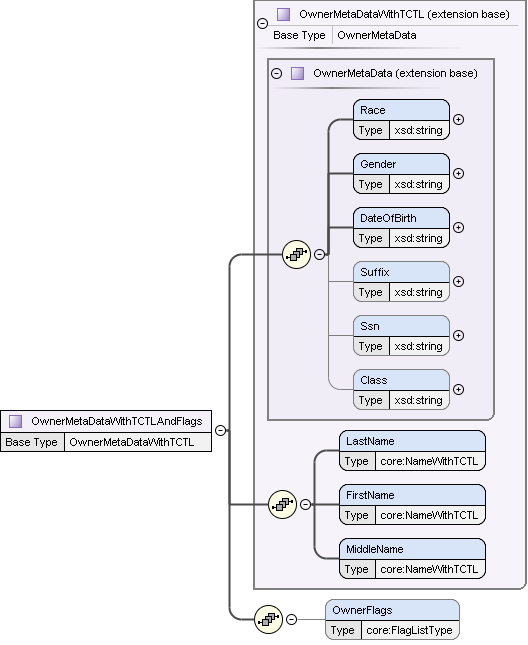 OwnerMetaDataWithTCTL (extension base)
Base Type OwnerMetaData
OwnerMetaData (extension base)
Race
Type xsd:string
Gender
Type xsd:string
DateOfBirth
Type xsd:string
Suffix
Type xsd:string
Ssn
Type xsd:string
Class
Type xsd:string
OwnerMetaDataWithTCTLAndFlags
Base Type OwnerMetaDataWithTCTL
LastName
Type core:NameWithTCTL
FirstName
Type core:NameWithTCTL
MiddleName
Type core:NameWithTCTL
OwnerFlags
Type core:FlagListType